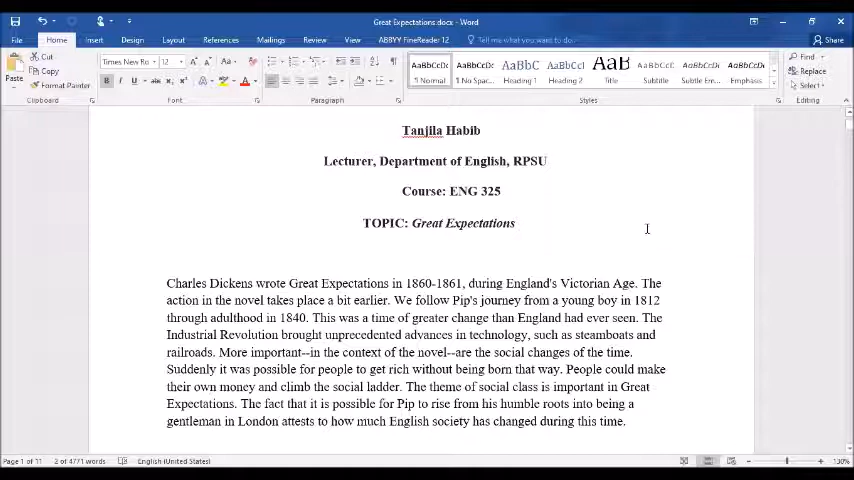 Great Expectations.docx - Word
File Home Insert Design Layout References Mailings Review View ABBYY FineReader 12 Tell me what you want to do... Share
Paste Cut Copy Format Painter Clipboard
Times New Ro 12 Aa B I U abc A Font
Paragraph
AaBbCcDc ¶ Normal AaBbCcDc ¶ No Spac... AaBbC Heading 1 AaBbCcl Heading 2 AaB Title AaBbCcD Subtitle AaBbCcDi Subtle Em... AaBbCcDi Emphasis Styles
Find Replace Select Editing
Tanjila Habib
Lecturer, Department of English, RPSU
Course: ENG 325
TOPIC: Great Expectations
Charles Dickens wrote Great Expectations in 1860-1861, during England's Victorian Age. The
action in the novel takes place a bit earlier. We follow Pip's journey from a young boy in 1812
through adulthood in 1840. This was a time of greater change than England had ever seen. The
Industrial Revolution brought unprecedented advances in technology, such as steamboats and
railroads. More important--in the context of the novel--are the social changes of the time.
Suddenly it was possible for people to get rich without being born that way. People could make
their own money and climb the social ladder. The theme of social class is important in Great
Expectations. The fact that it is possible for Pip to rise from his humble roots into being a
gentleman in London attests to how much English society has changed during this time.
Page 1 of 11 2 of 4771 words English (United States) 130%